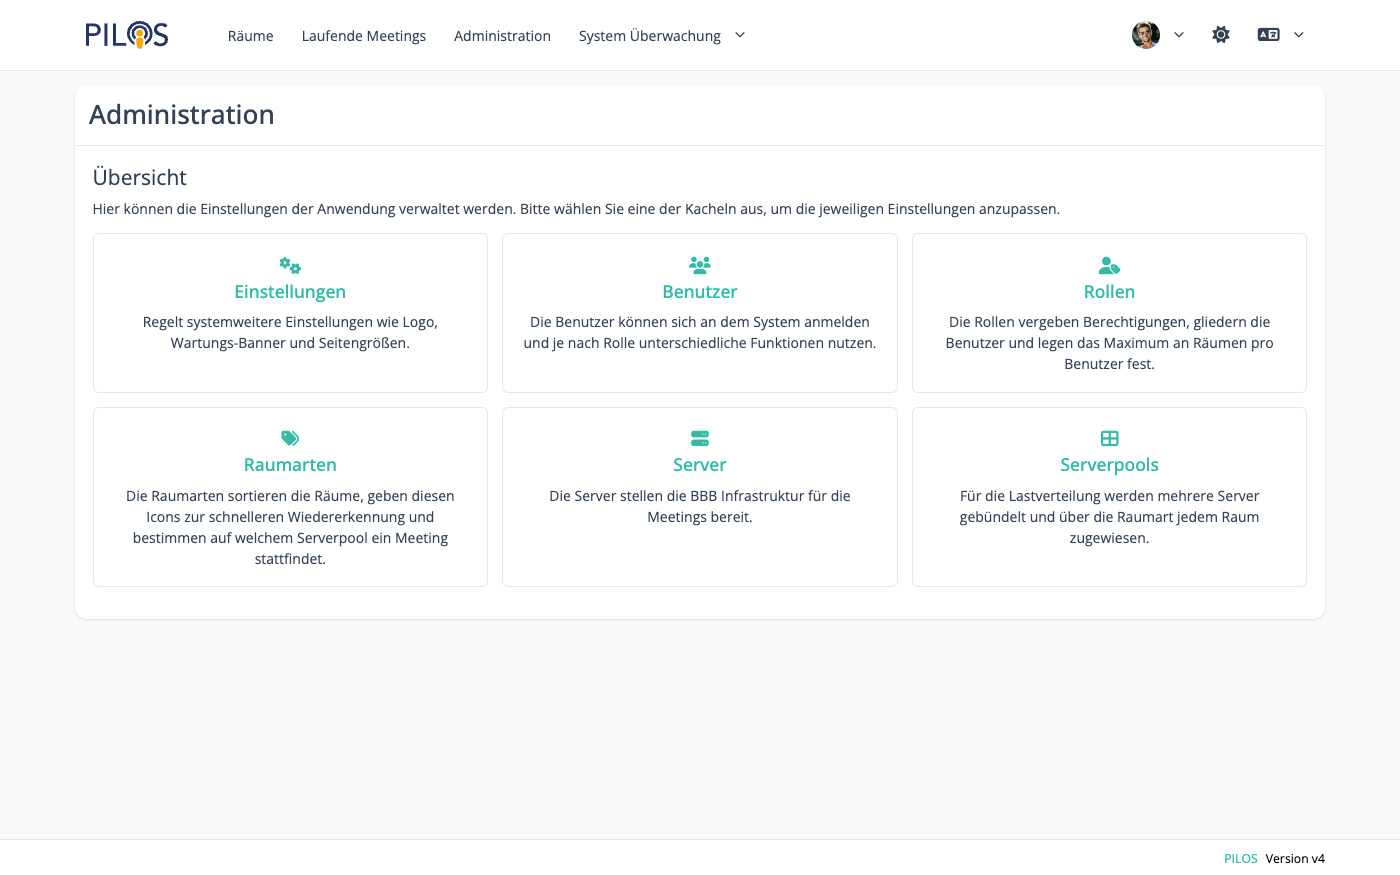 PILOS
Räume
Laufende Meetings
Administration
System Überwachung
Administration
Übersicht
Hier können die Einstellungen der Anwendung verwaltet werden. Bitte wählen Sie eine der Kacheln aus, um die jeweiligen Einstellungen anzupassen.
Einstellungen
Regelt systemweitere Einstellungen wie Logo,
Wartungs-Banner und Seitengrößen.
Benutzer
Die Benutzer können sich an dem System anmelden
und je nach Rolle unterschiedliche Funktionen nutzen.
Rollen
Die Rollen vergeben Berechtigungen, gliedern die
Benutzer und legen das Maximum an Räumen pro
Benutzer fest.
Raumarten
Die Raumarten sortieren die Räume, geben diesen
Icons zur schnelleren Wiedererkennung und
bestimmen auf welchem Serverpool ein Meeting
stattfindet.
Server
Die Server stellen die BBB Infrastruktur für die
Meetings bereit.
Serverpools
Für die Lastverteilung werden mehrere Server
gebündelt und über die Raumart jedem Raum
zugewiesen.
PILOS Version v4